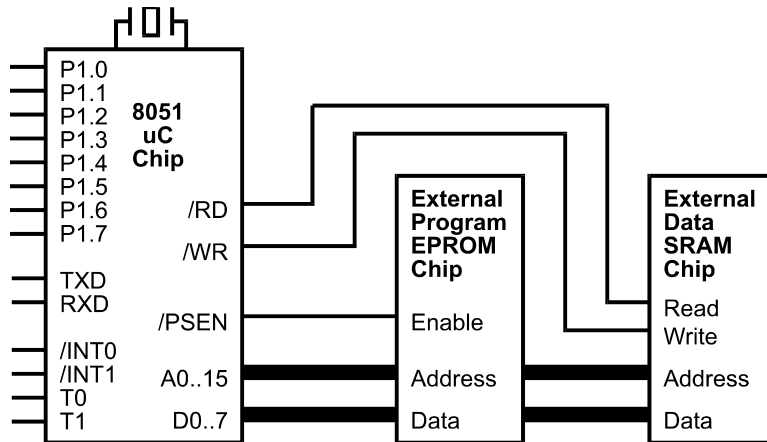 8051
uC
Chip
P1.0
P1.1
P1.2
P1.3
P1.4
P1.5
P1.6
P1.7
TXD
RXD
/INT0
/INT1
T0
T1
/RD
/WR
/PSEN
A0..15
D0..7
External
Program
EPROM
Chip
Enable
Address
Data
External
Data
SRAM
Chip
Read
Write
Address
Data